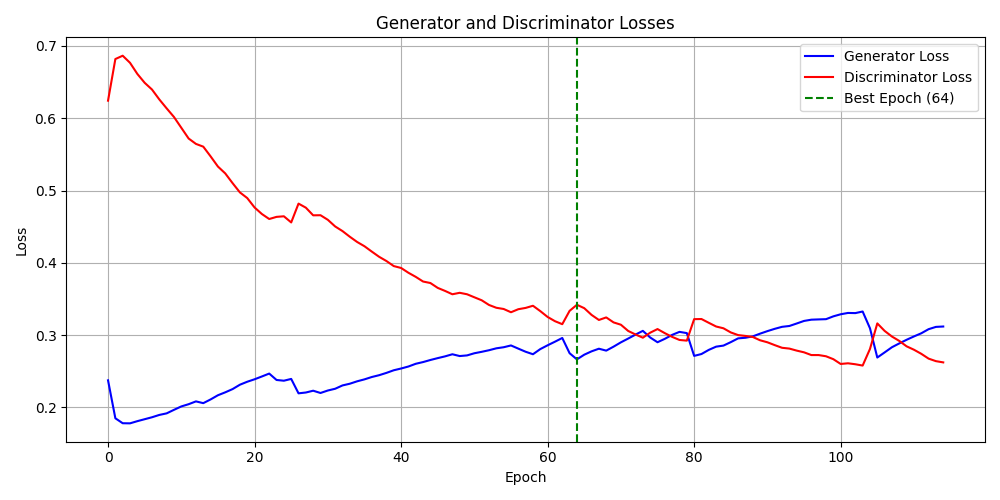 Generator and Discriminator Losses
Generator Loss
Discriminator Loss
Best Epoch (64)
Loss
0.7
0.6
0.5
0.4
0.3
0.2
0
20
40
60
80
100
Epoch